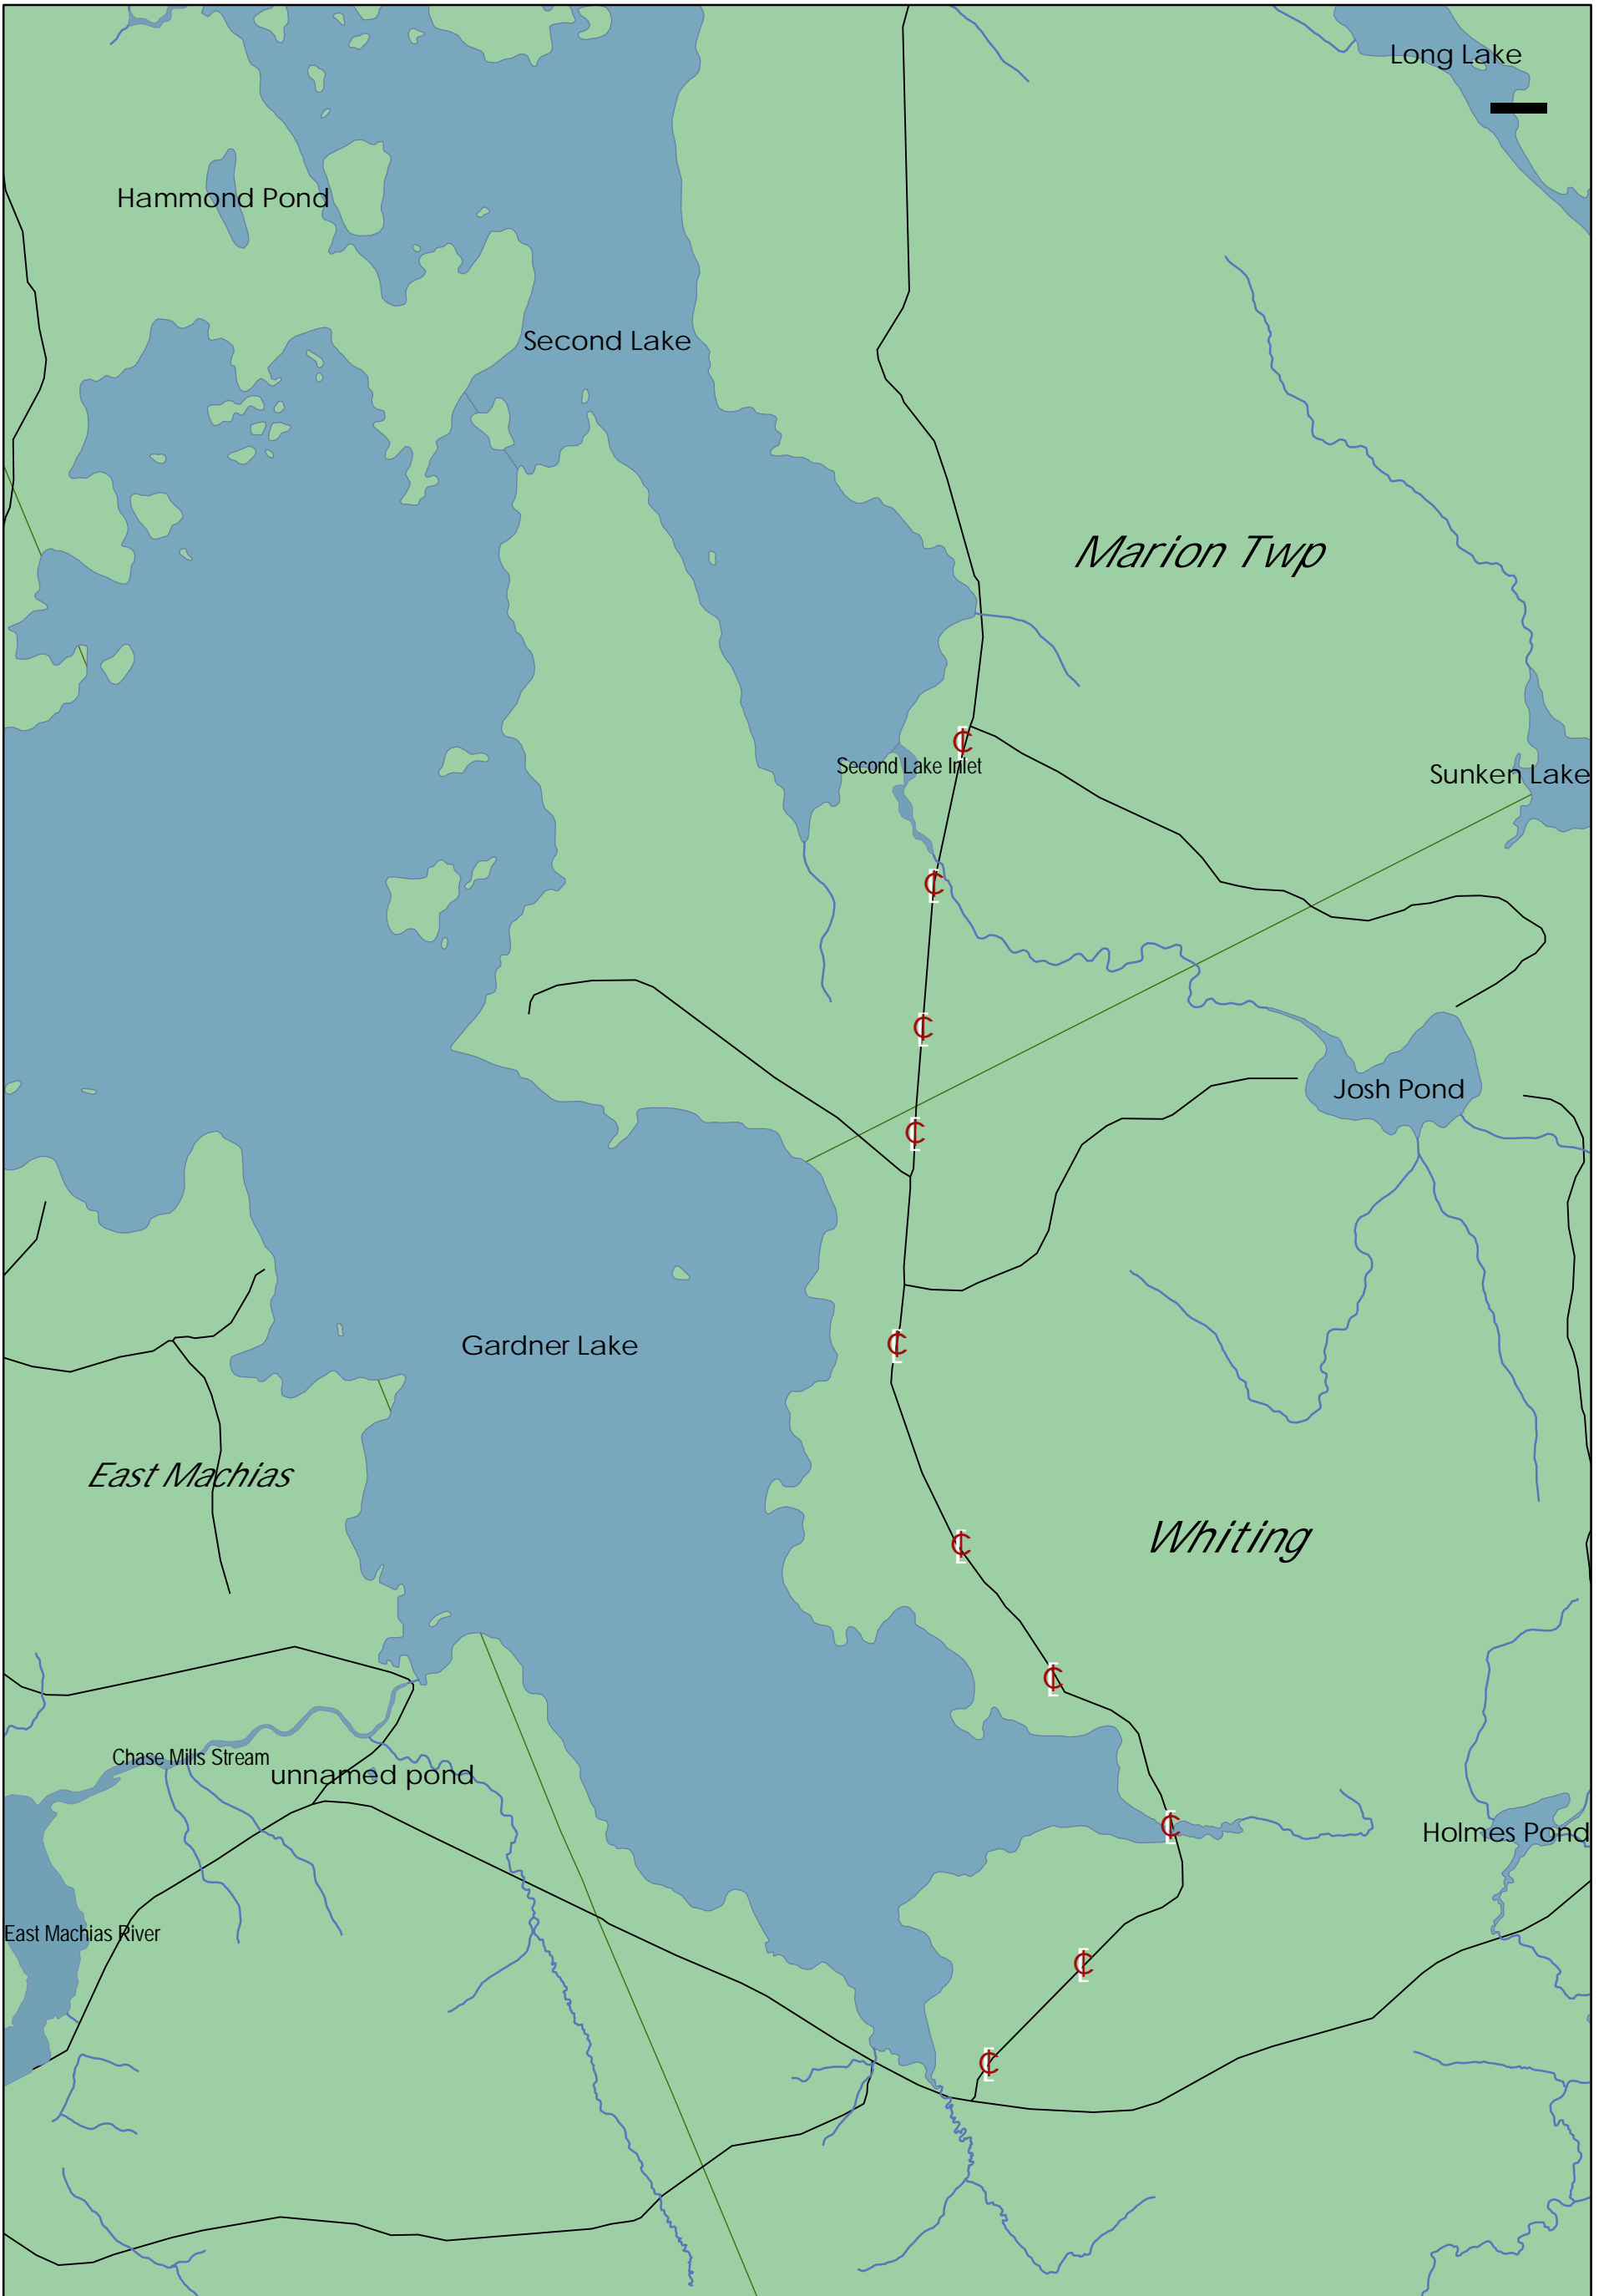 Long Lake
Hammond Pond
Second Lake
Marion Twp
Second Lake Inlet
Sunken Lake
Josh Pond
Gardner Lake
East Machias
Whiting
Chase Mills Stream
unnamed pond
Holmes Pond
East Machias River